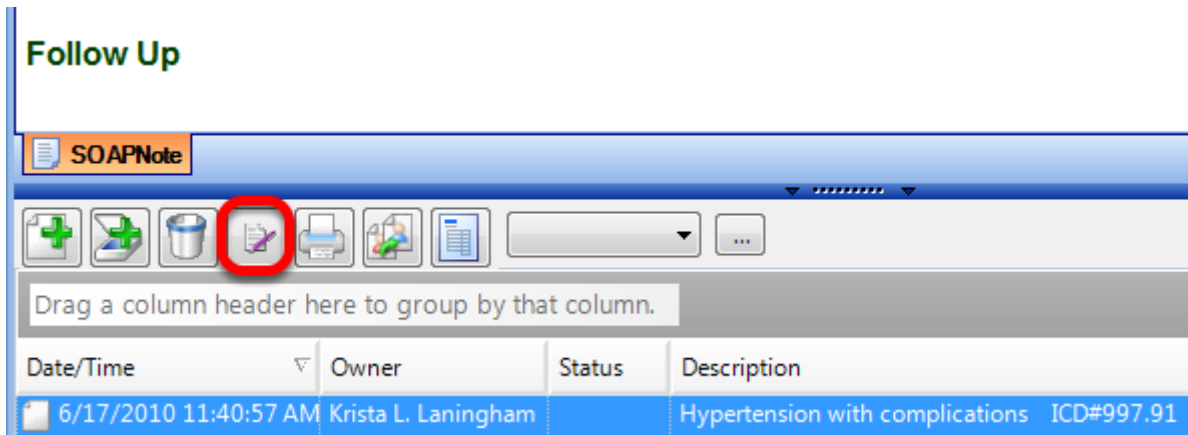 Follow Up
SOAPNote
...
Drag a column header here to group by that column.
Date/Time Owner Status Description
6/17/2010 11:40:57 AM Krista L. Laningham Hypertension with complications ICD#997.91